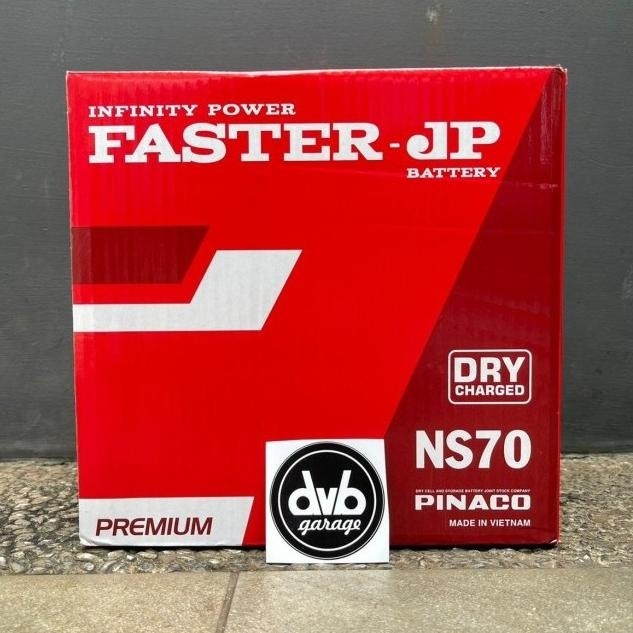 INFINITY POWER
FASTER-JP
BATTERY
DRY
CHARGED
NS70
DRY CELL AND STORAGE BATTERY JOINT STOCK COMPANY
PINACO
MADE IN VIETNAM
PREMIUM
dvb
garage